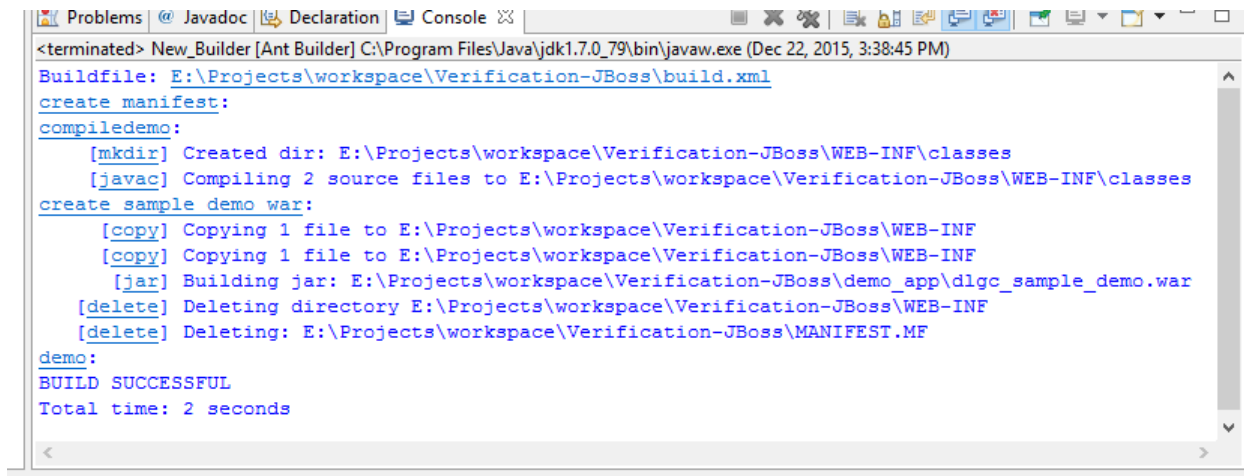 Problems @ Javadoc Declaration Console
<terminated> New_Builder [Ant Builder] C:\Program Files\Java\jdk1.7.0_79\bin\javaw.exe (Dec 22, 2015, 3:38:45 PM)
Buildfile: E:\Projects\workspace\Verification-JBoss\build.xml
create manifest:
compiledemo:
[mkdir] Created dir: E:\Projects\workspace\Verification-JBoss\WEB-INF\classes
[javac] Compiling 2 source files to E:\Projects\workspace\Verification-JBoss\WEB-INF\classes
create sample demo war:
[copy] Copying 1 file to E:\Projects\workspace\Verification-JBoss\WEB-INF
[copy] Copying 1 file to E:\Projects\workspace\Verification-JBoss\WEB-INF
[jar] Building jar: E:\Projects\workspace\Verification-JBoss\demo_app\dlgc_sample_demo.war
[delete] Deleting directory E:\Projects\workspace\Verification-JBoss\WEB-INF
[delete] Deleting: E:\Projects\workspace\Verification-JBoss\MANIFEST.MF
demo:
BUILD SUCCESSFUL
Total time: 2 seconds